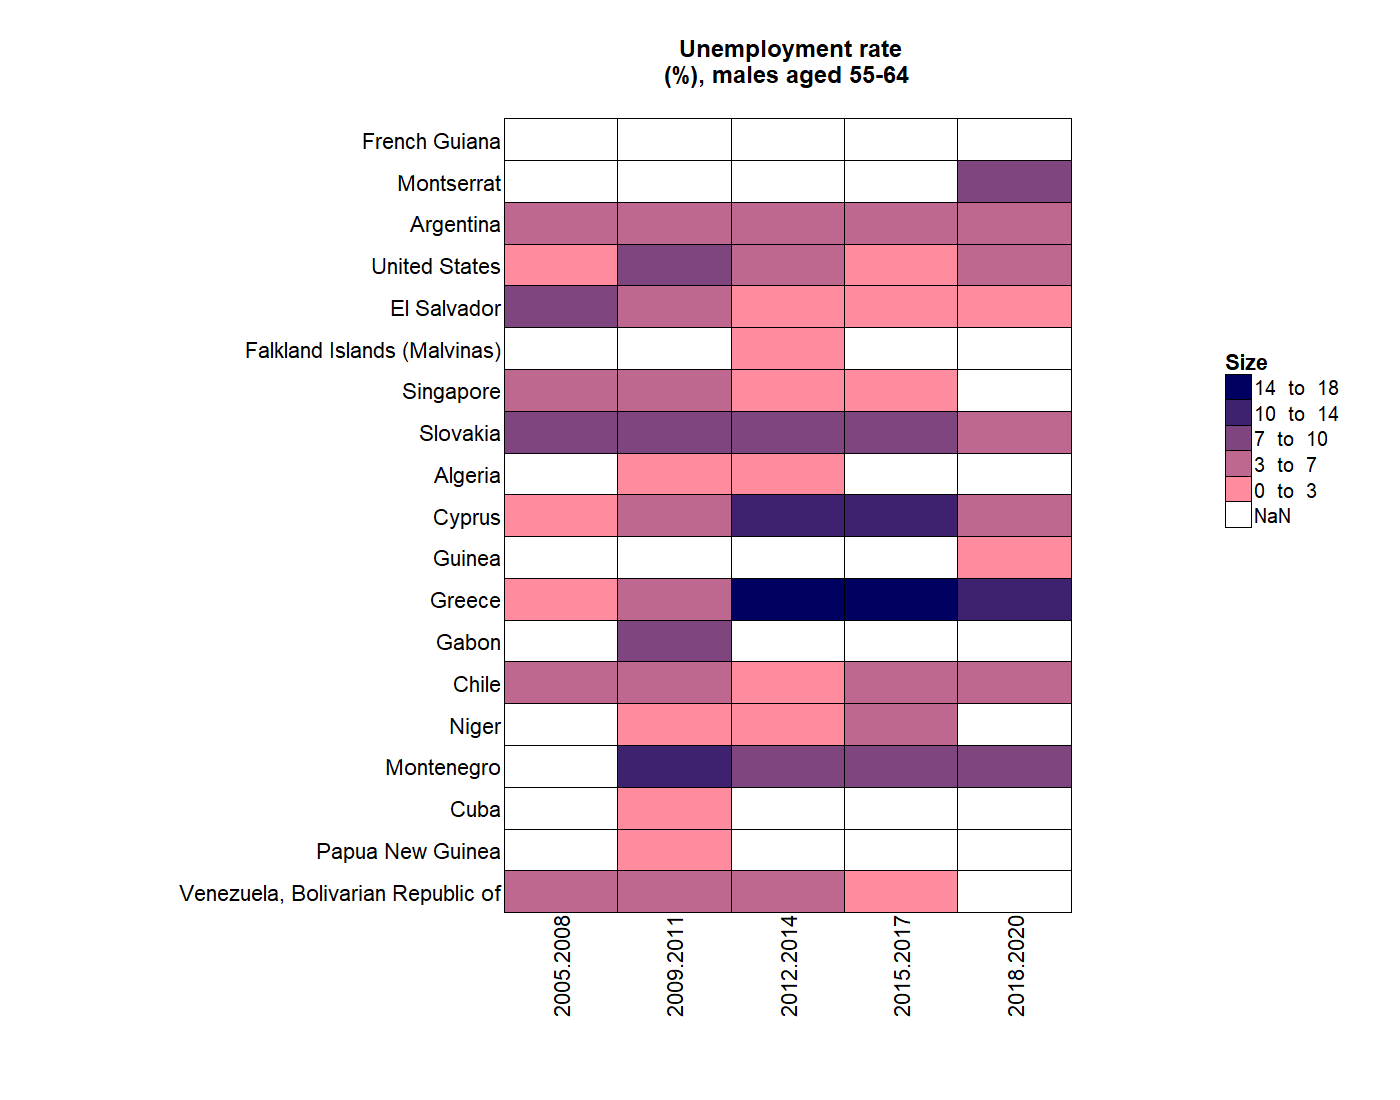 Unemployment rate
(%), males aged 55-64
French Guiana
Montserrat
Argentina
United States
El Salvador
Falkland Islands (Malvinas)
Singapore
Slovakia
Algeria
Cyprus
Guinea
Greece
Gabon
Chile
Niger
Montenegro
Cuba
Papua New Guinea
Venezuela, Bolivarian Republic of
2005.2008
2009.2011
2012.2014
2015.2017
2018.2020
Size
14 to 18
10 to 14
7 to 10
3 to 7
0 to 3
NaN